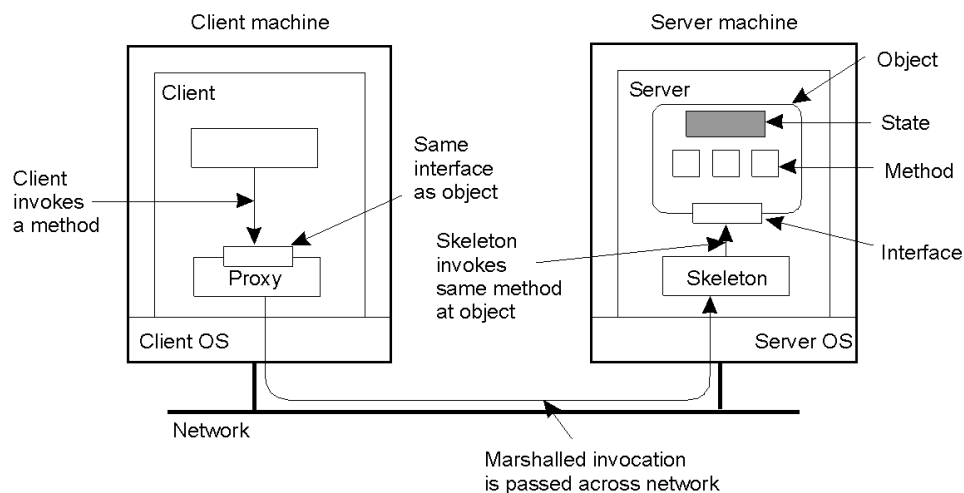 Client machine
Server machine
Client
Server
Object
State
Method
Interface
Client
invokes
a method
Same
interface
as object
Proxy
Skeleton
invokes
same method
at object
Skeleton
Client OS
Server OS
Network
Marshalled invocation
is passed across network